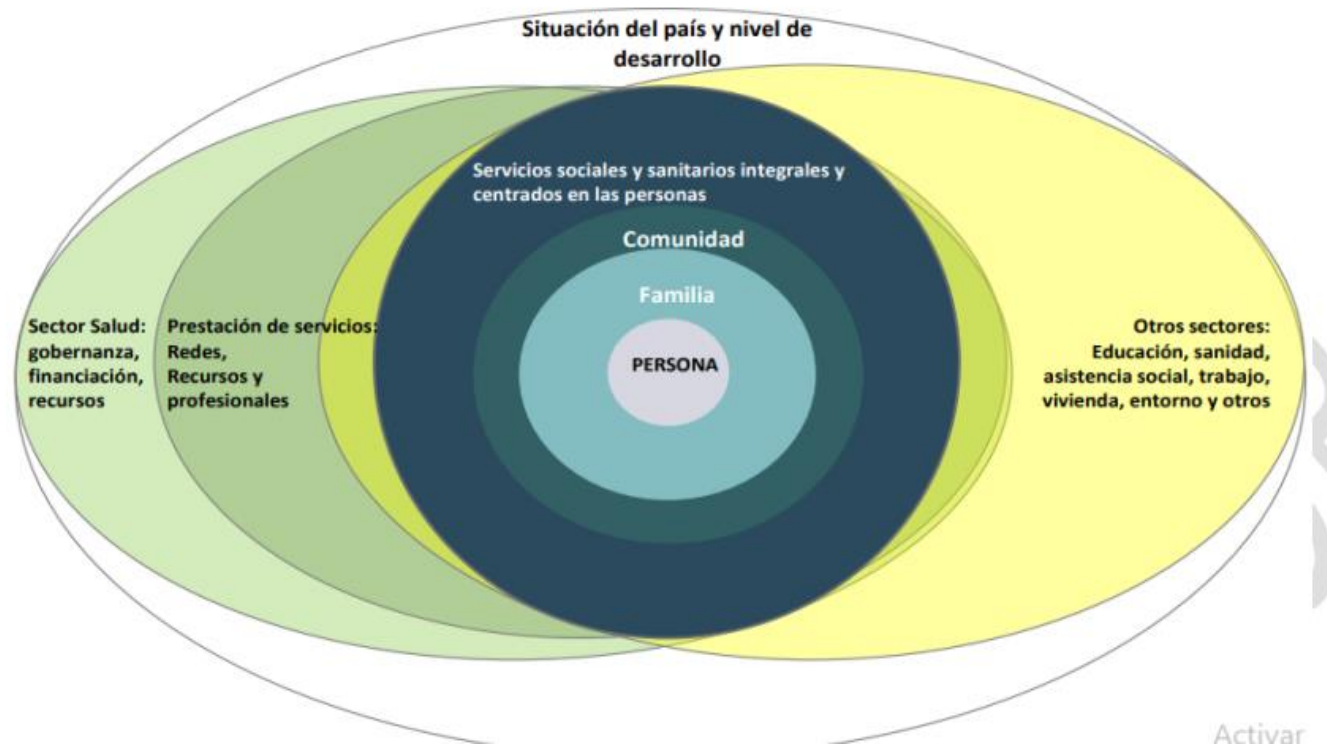 Situación del país y nivel de
desarrollo
Servicios sociales y sanitarios integrales y
centrados en las personas
Comunidad
Familia
PERSONA
Sector Salud:
gobernanza,
financiación,
recursos
Prestación de servicios:
Redes,
Recursos y
profesionales
Otros sectores:
Educación, sanidad,
asistencia social, trabajo,
vivienda, entorno y otros
Activar